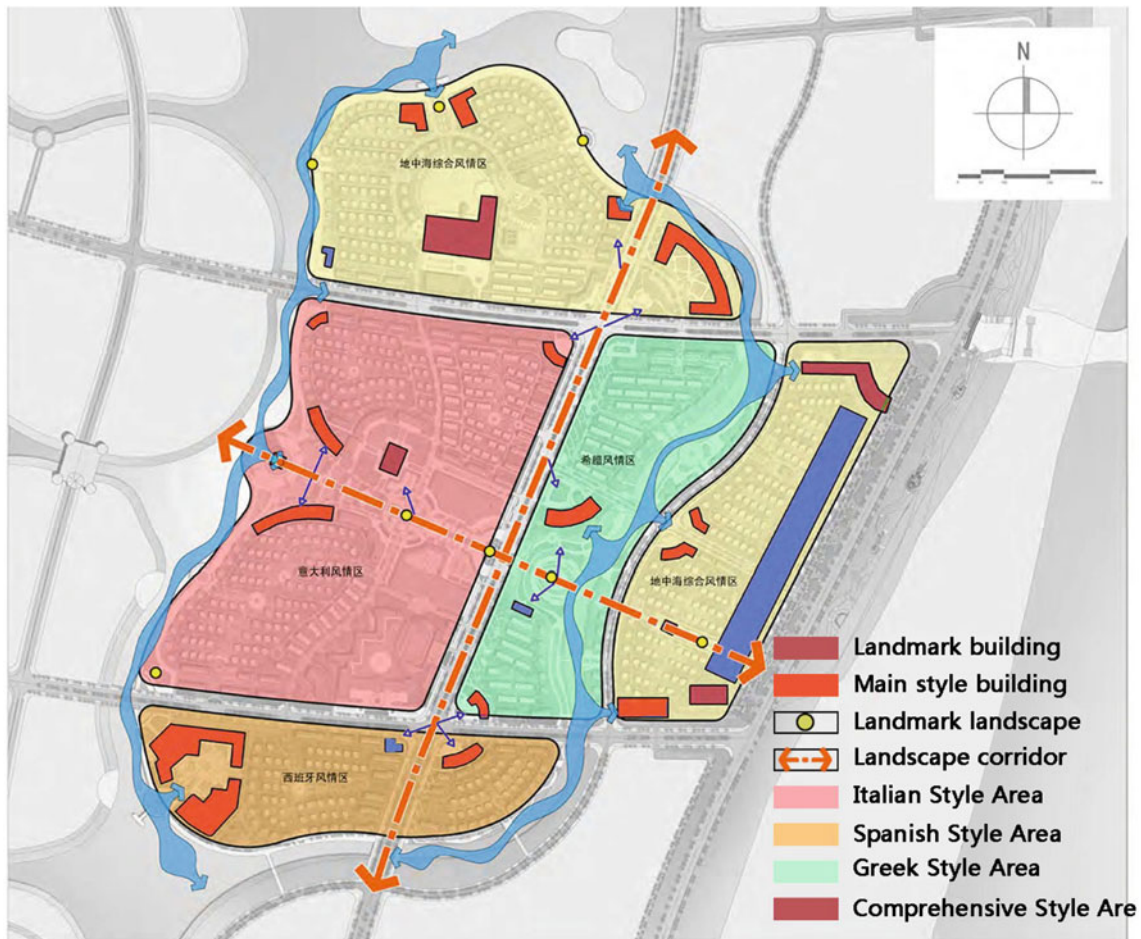 N
地中海综合风情区
希腊风情区
意大利风情区
地中海综合风情区
西班牙风情区
Landmark building
Main style building
Landmark landscape
Landscape corridor
Italian Style Area
Spanish Style Area
Greek Style Area
Comprehensive Style Are